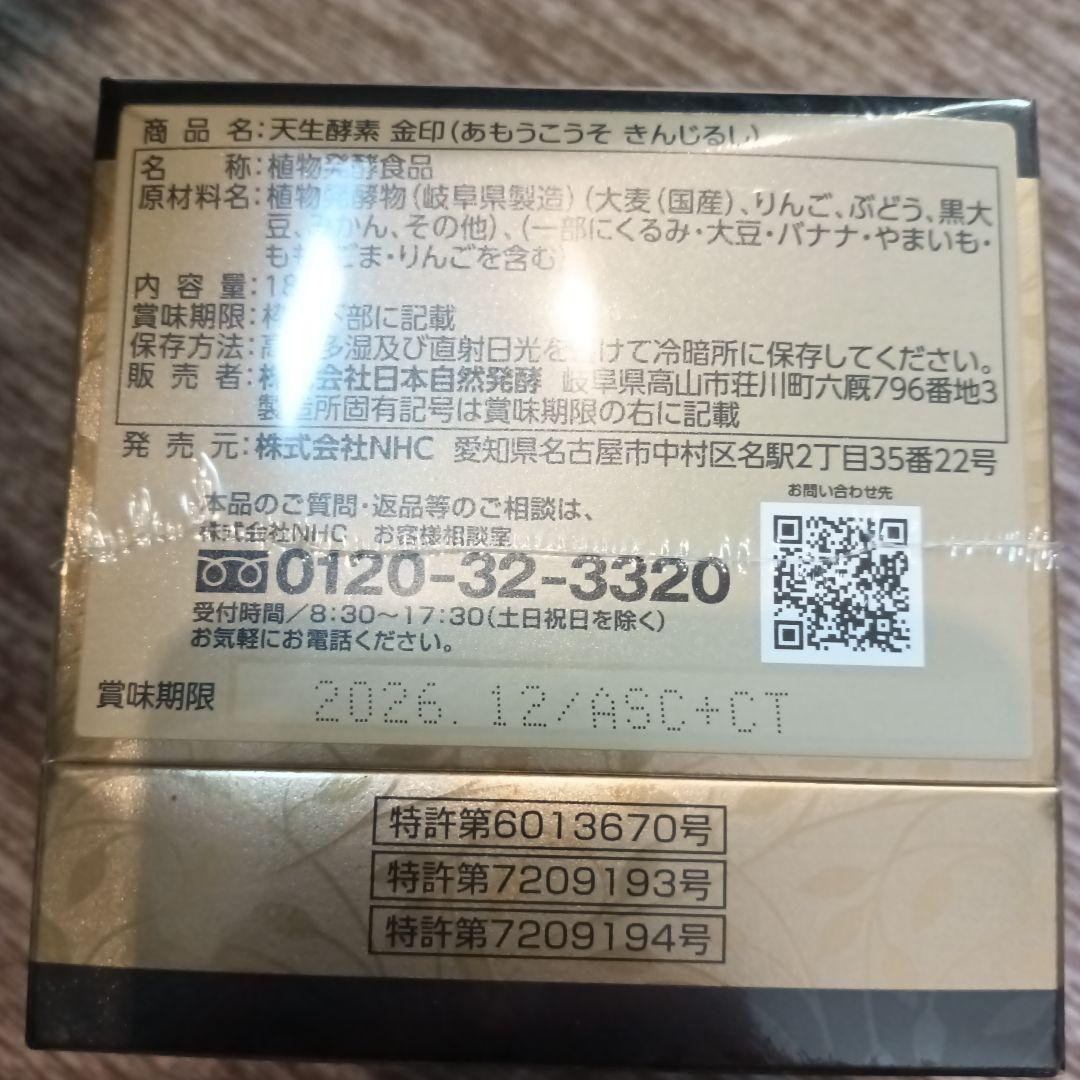 商品名:天生酵素 金印(あもうこうそ きんじるし)
名称:植物発酵食品
原材料名:植物発酵物(岐阜県製造)(大麦(国産)、りんご、ぶどう、黒大
豆、みかん、その他)、(一部にくるみ・大豆・バナナ・やまいも・
もも・ごま・りんごを含む)
内容量:
賞味期限:枠外下部に記載
保存方法:高温多湿及び直射日光を避けて冷暗所に保存してください。
販売者:株式会社日本自然発酵 岐阜県高山市荘川町六厩796番地3
製造所固有記号は賞味期限の右に記載
発売元:株式会社NHC 愛知県名古屋市中村区名駅2丁目35番22号
お問い合わせ先
本品のご質問・返品等のご相談は、
株式会社NHC お客様相談室
0120-32-3320
受付時間/8:30~17:30(土日祝日を除く)
お気軽にお電話ください。
賞味期限 2026.12/ASC+CT
特許第6013670号
特許第7209193号
特許第7209194号